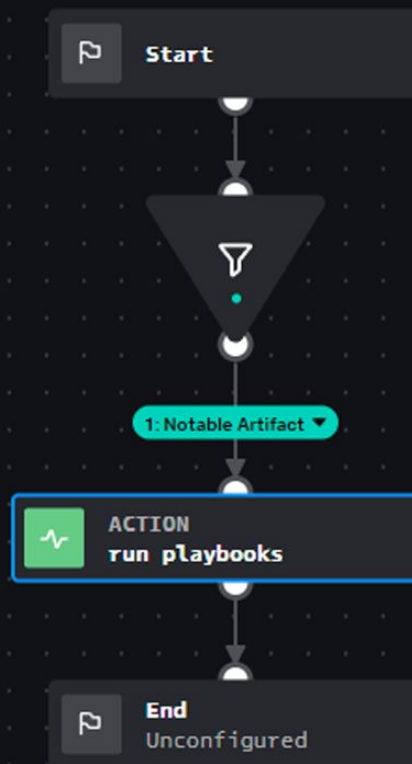 Start
1: Notable Artifact
ACTION
run playbooks
End
Unconfigured